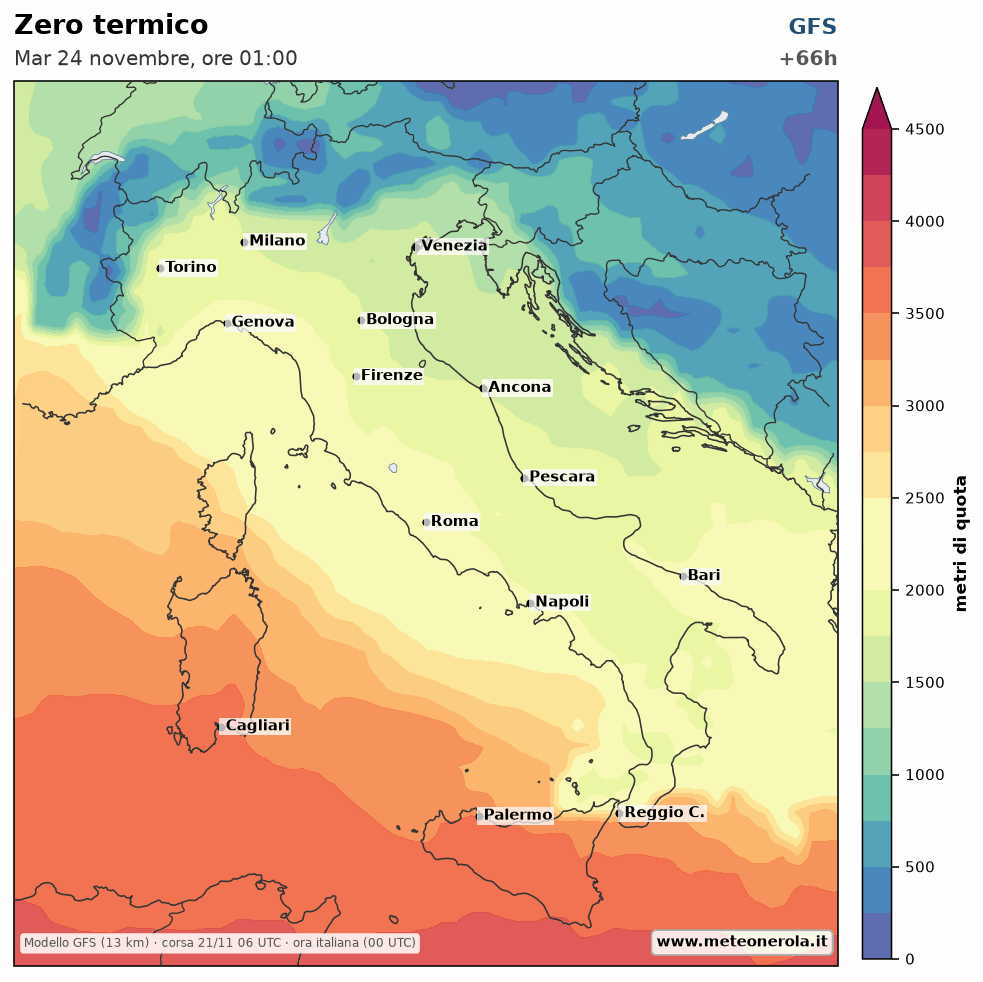 Zero termico
GFS
Mar 24 novembre, ore 01:00
+66h
Milano
Venezia
Torino
Genova
Bologna
Firenze
Ancona
Pescara
Roma
Bari
Napoli
Cagliari
Palermo
Reggio C.
4500
4000
3500
3000
2500
2000
1500
1000
500
0
metri di quota
Modello GFS (13 km) · corsa 21/11 06 UTC · ora italiana (00 UTC)
www.meteonerola.it